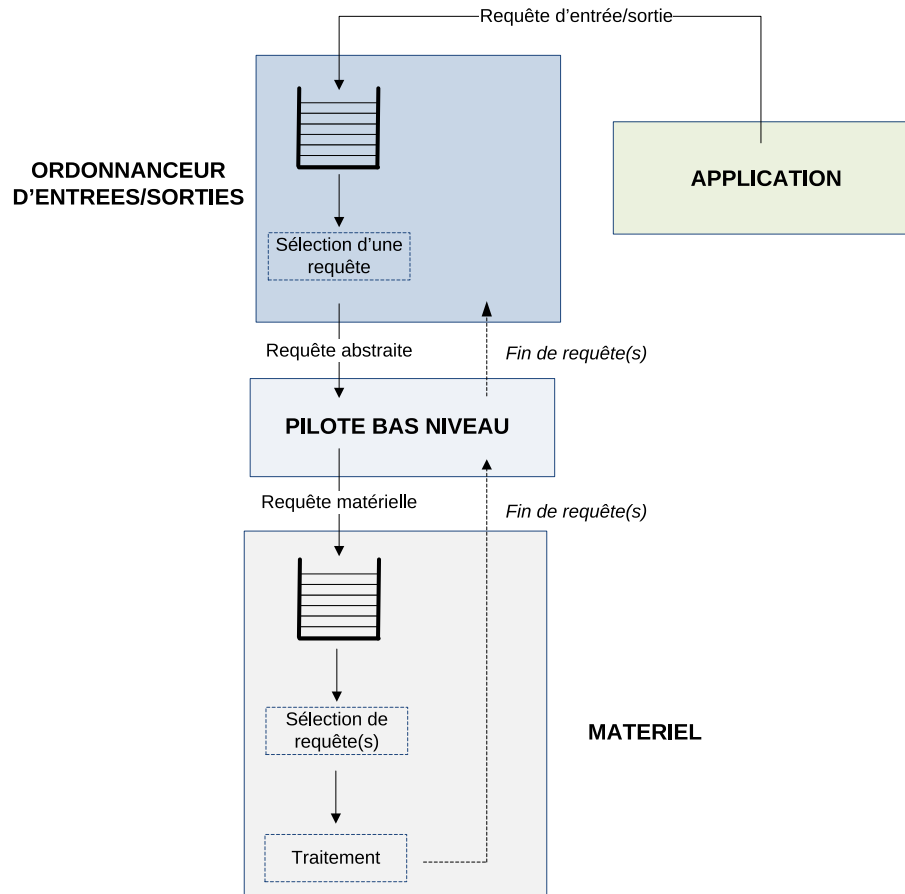 Requête d'entrée/sortie
ORDONNANCEUR
D'ENTREES/SORTIES
APPLICATION
Sélection d'une
requête
Requête abstraite
Fin de requête(s)
PILOTE BAS NIVEAU
Requête matérielle
Fin de requête(s)
Sélection de
requête(s)
MATERIEL
Traitement